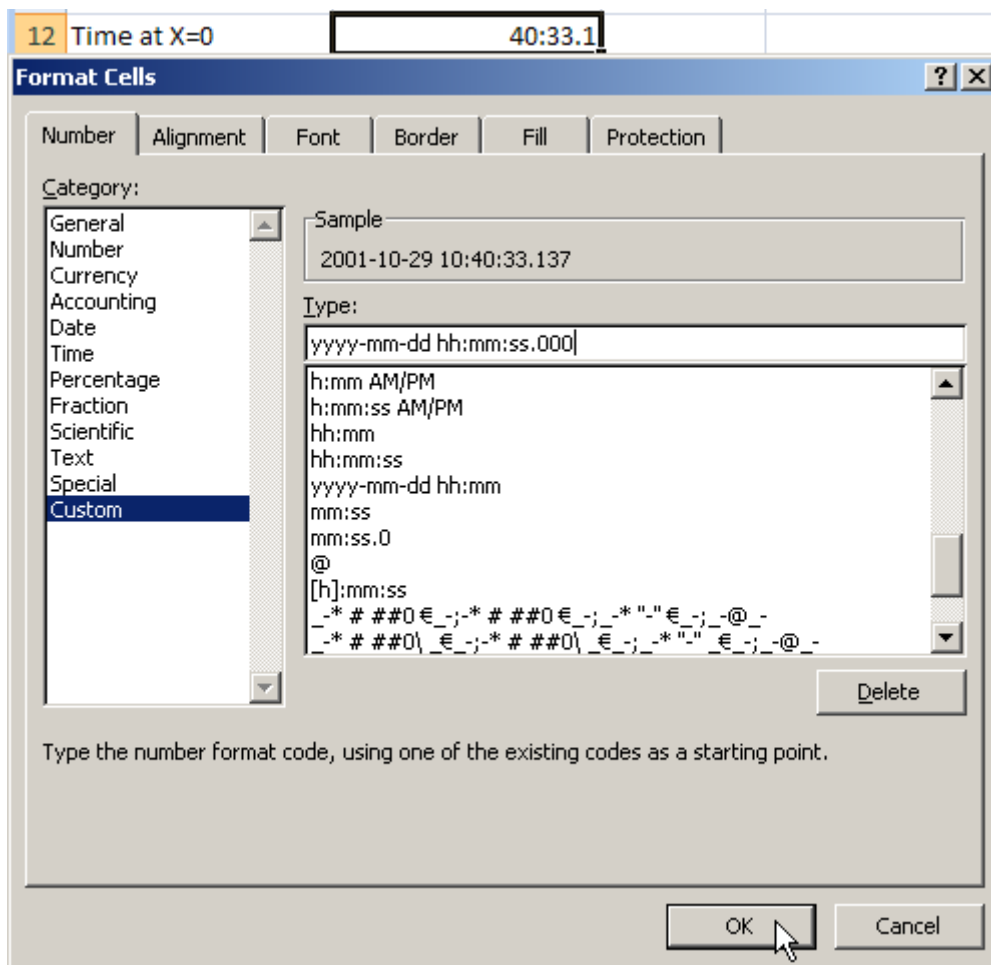 12 Time at X=0 40:33.1
Format Cells
Number Alignment Font Border Fill Protection
Category:
General
Number
Currency
Accounting
Date
Time
Percentage
Fraction
Scientific
Text
Special
Custom
Sample
2001-10-29 10:40:33.137
Type:
yyyy-mm-dd hh:mm:ss.000
h:mm AM/PM
h:mm:ss AM/PM
hh:mm
hh:mm:ss
yyyy-mm-dd hh:mm
mm:ss
mm:ss.0
@
[h]:mm:ss
_-* # ##0 €_-;-* # ##0 €_-;_-* "-" €_-;_-@_-
_-* # ##0\ _€_-;-* # ##0\ _€_-;_-* "-" _€_-;_-@_-
Delete
Type the number format code, using one of the existing codes as a starting point.
OK Cancel